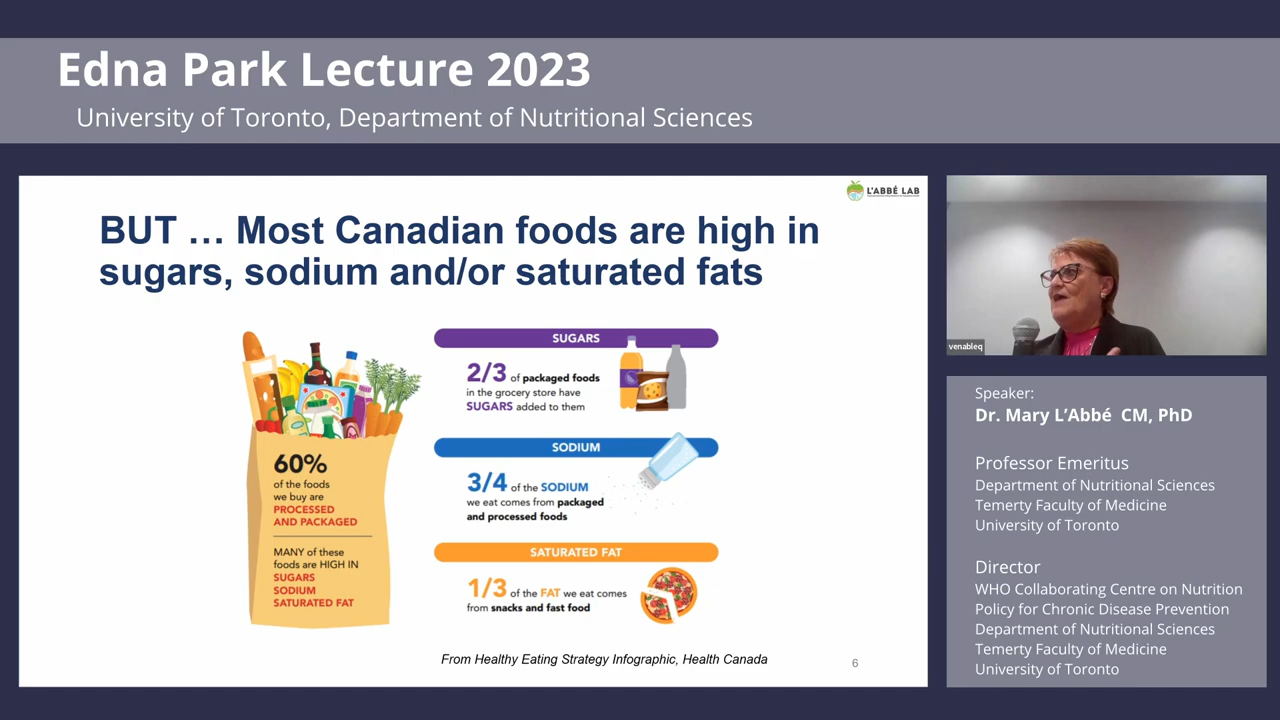 Edna Park Lecture 2023
University of Toronto, Department of Nutritional Sciences
L'ABBÉ LAB
BUT … Most Canadian foods are high in
sugars, sodium and/or saturated fats
60%
of the foods
we buy are
PROCESSED
AND PACKAGED
MANY of these
foods are HIGH IN
SUGARS
SODIUM
SATURATED FAT
SUGARS
2/3 of packaged foods
in the grocery store have
SUGARS added to them
SODIUM
3/4 of the SODIUM
we eat comes from packaged
and processed foods
SATURATED FAT
1/3 of the FAT we eat comes
from snacks and fast food
From Healthy Eating Strategy Infographic, Health Canada
6
venableq
Speaker:
Dr. Mary L'Abbé CM, PhD
Professor Emeritus
Department of Nutritional Sciences
Temerty Faculty of Medicine
University of Toronto
Director
WHO Collaborating Centre on Nutrition
Policy for Chronic Disease Prevention
Department of Nutritional Sciences
Temerty Faculty of Medicine
University of Toronto